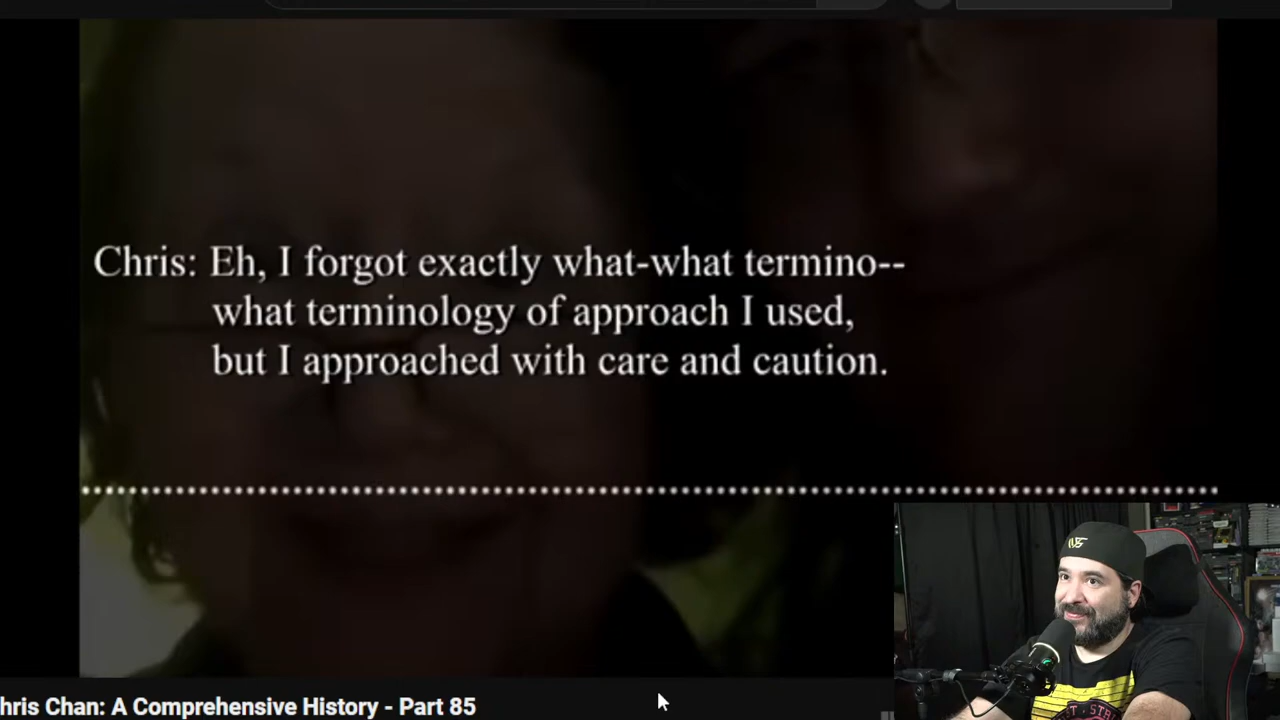 Chris: Eh, I forgot exactly what-what termino--
what terminology of approach I used,
but I approached with care and caution.
hris Chan: A Comprehensive History - Part 85